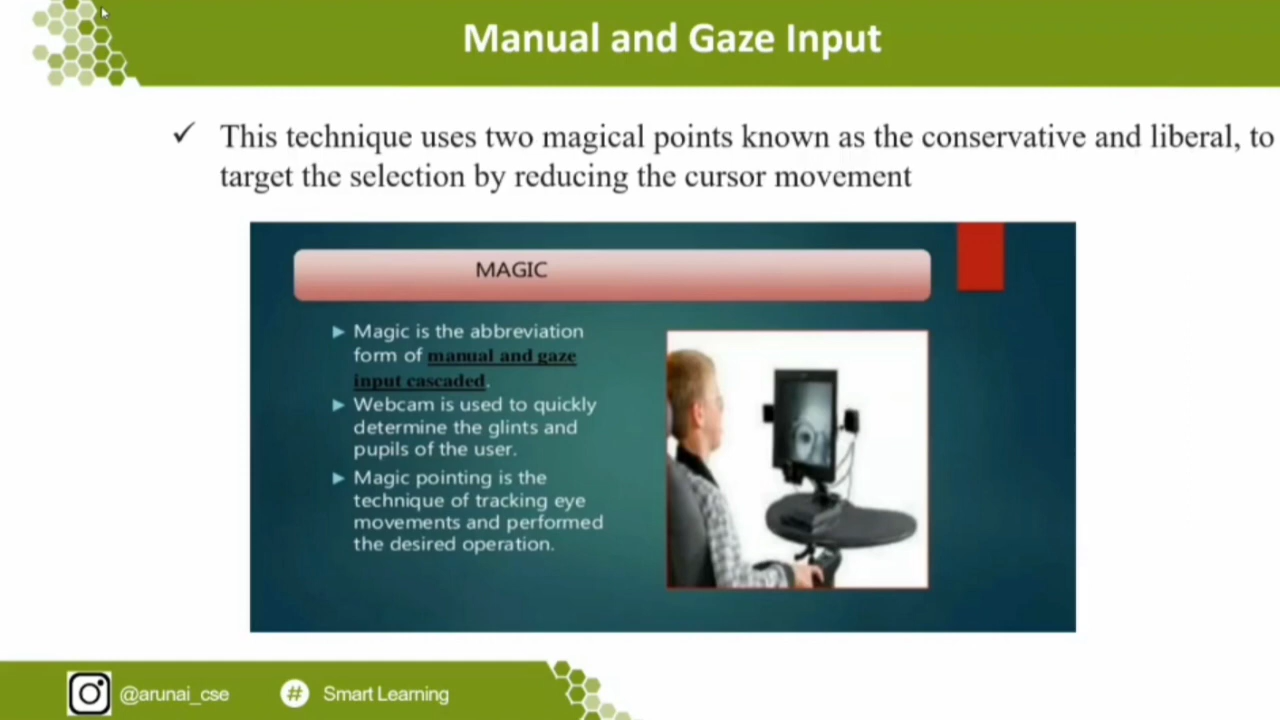 Manual and Gaze Input
✓ This technique uses two magical points known as the conservative and liberal, to
target the selection by reducing the cursor movement
MAGIC
Magic is the abbreviation
form of manual and gaze
input cascaded.
Webcam is used to quickly
determine the glints and
pupils of the user.
Magic pointing is the
technique of tracking eye
movements and performed
the desired operation.
@arunai_cse
# Smart Learning